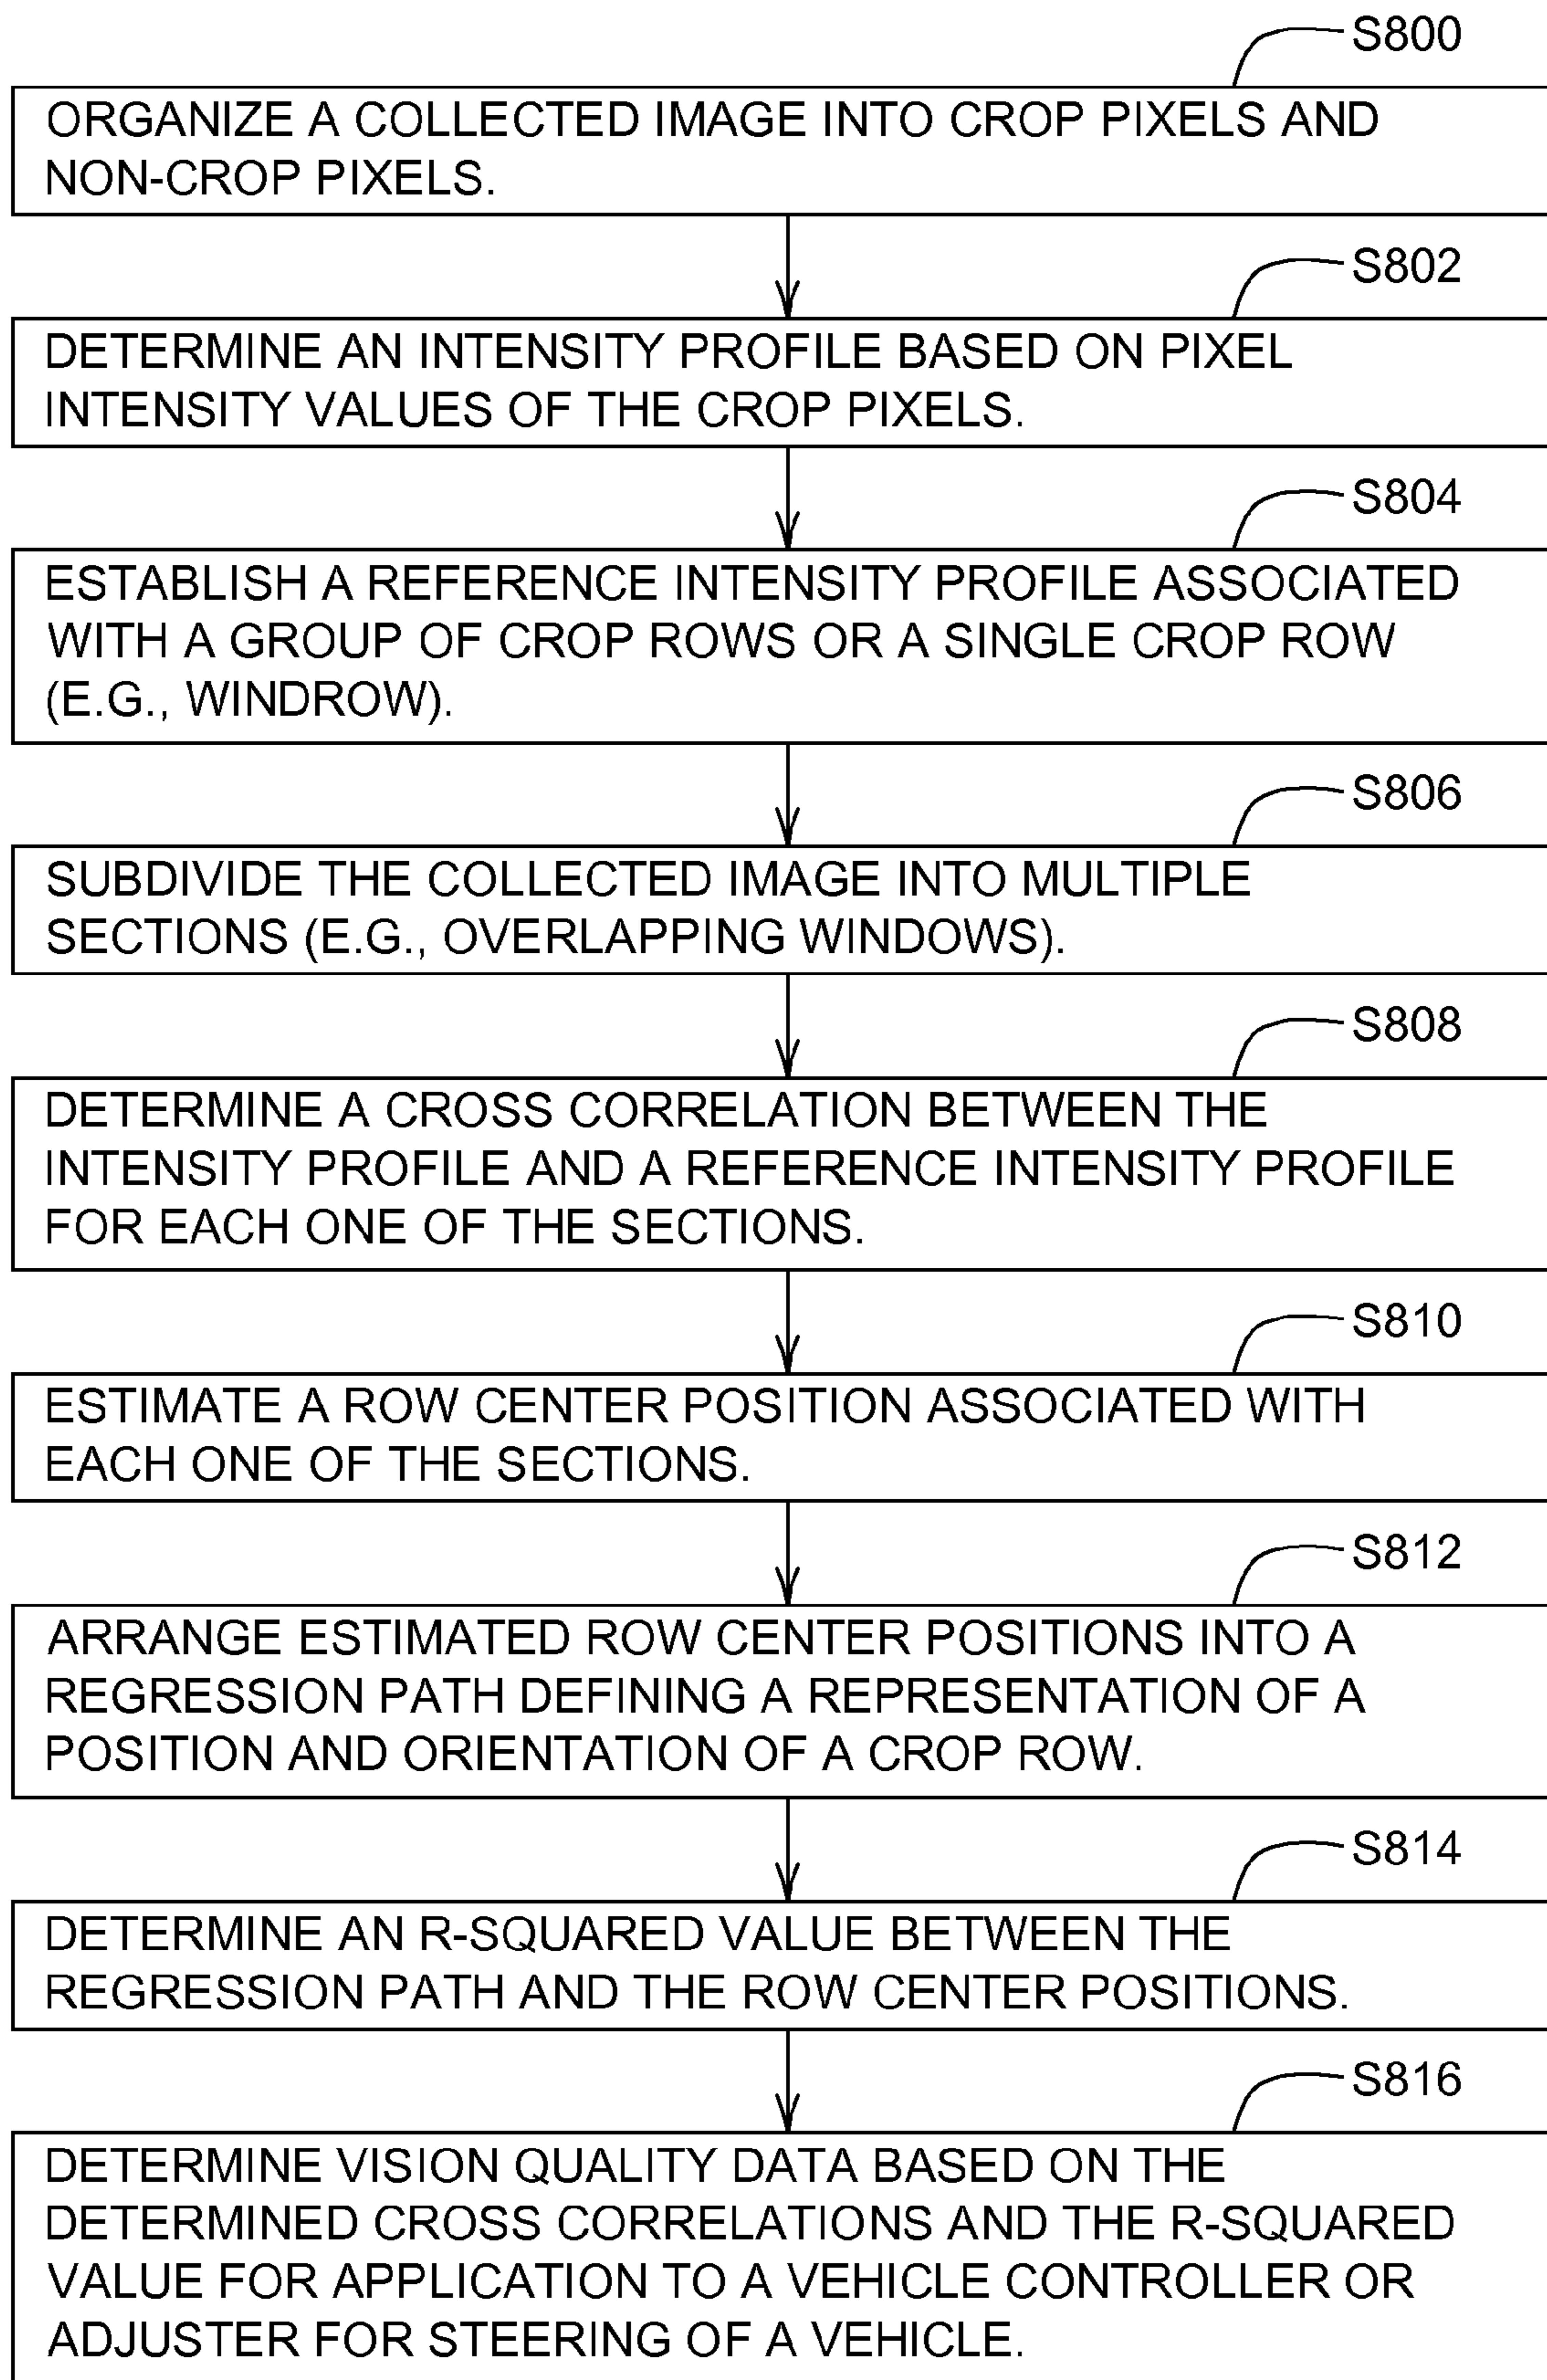 S800
ORGANIZE A COLLECTED IMAGE INTO CROP PIXELS AND
NON-CROP PIXELS.
S802
DETERMINE AN INTENSITY PROFILE BASED ON PIXEL
INTENSITY VALUES OF THE CROP PIXELS.
S804
ESTABLISH A REFERENCE INTENSITY PROFILE ASSOCIATED
WITH A GROUP OF CROP ROWS OR A SINGLE CROP ROW
(E.G., WINDROW).
S806
SUBDIVIDE THE COLLECTED IMAGE INTO MULTIPLE
SECTIONS (E.G., OVERLAPPING WINDOWS).
S808
DETERMINE A CROSS CORRELATION BETWEEN THE
INTENSITY PROFILE AND A REFERENCE INTENSITY PROFILE
FOR EACH ONE OF THE SECTIONS.
S810
ESTIMATE A ROW CENTER POSITION ASSOCIATED WITH
EACH ONE OF THE SECTIONS.
S812
ARRANGE ESTIMATED ROW CENTER POSITIONS INTO A
REGRESSION PATH DEFINING A REPRESENTATION OF A
POSITION AND ORIENTATION OF A CROP ROW.
S814
DETERMINE AN R-SQUARED VALUE BETWEEN THE
REGRESSION PATH AND THE ROW CENTER POSITIONS.
S816
DETERMINE VISION QUALITY DATA BASED ON THE
DETERMINED CROSS CORRELATIONS AND THE R-SQUARED
VALUE FOR APPLICATION TO A VEHICLE CONTROLLER OR
ADJUSTER FOR STEERING OF A VEHICLE.